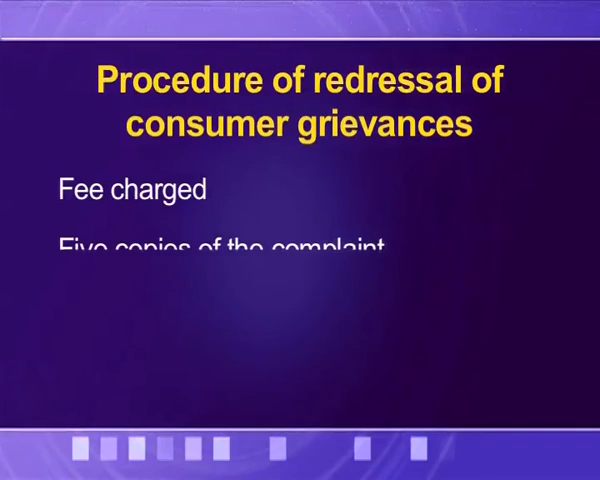 Procedure of redressal of
consumer grievances
Fee charged
Five copies of the complaint